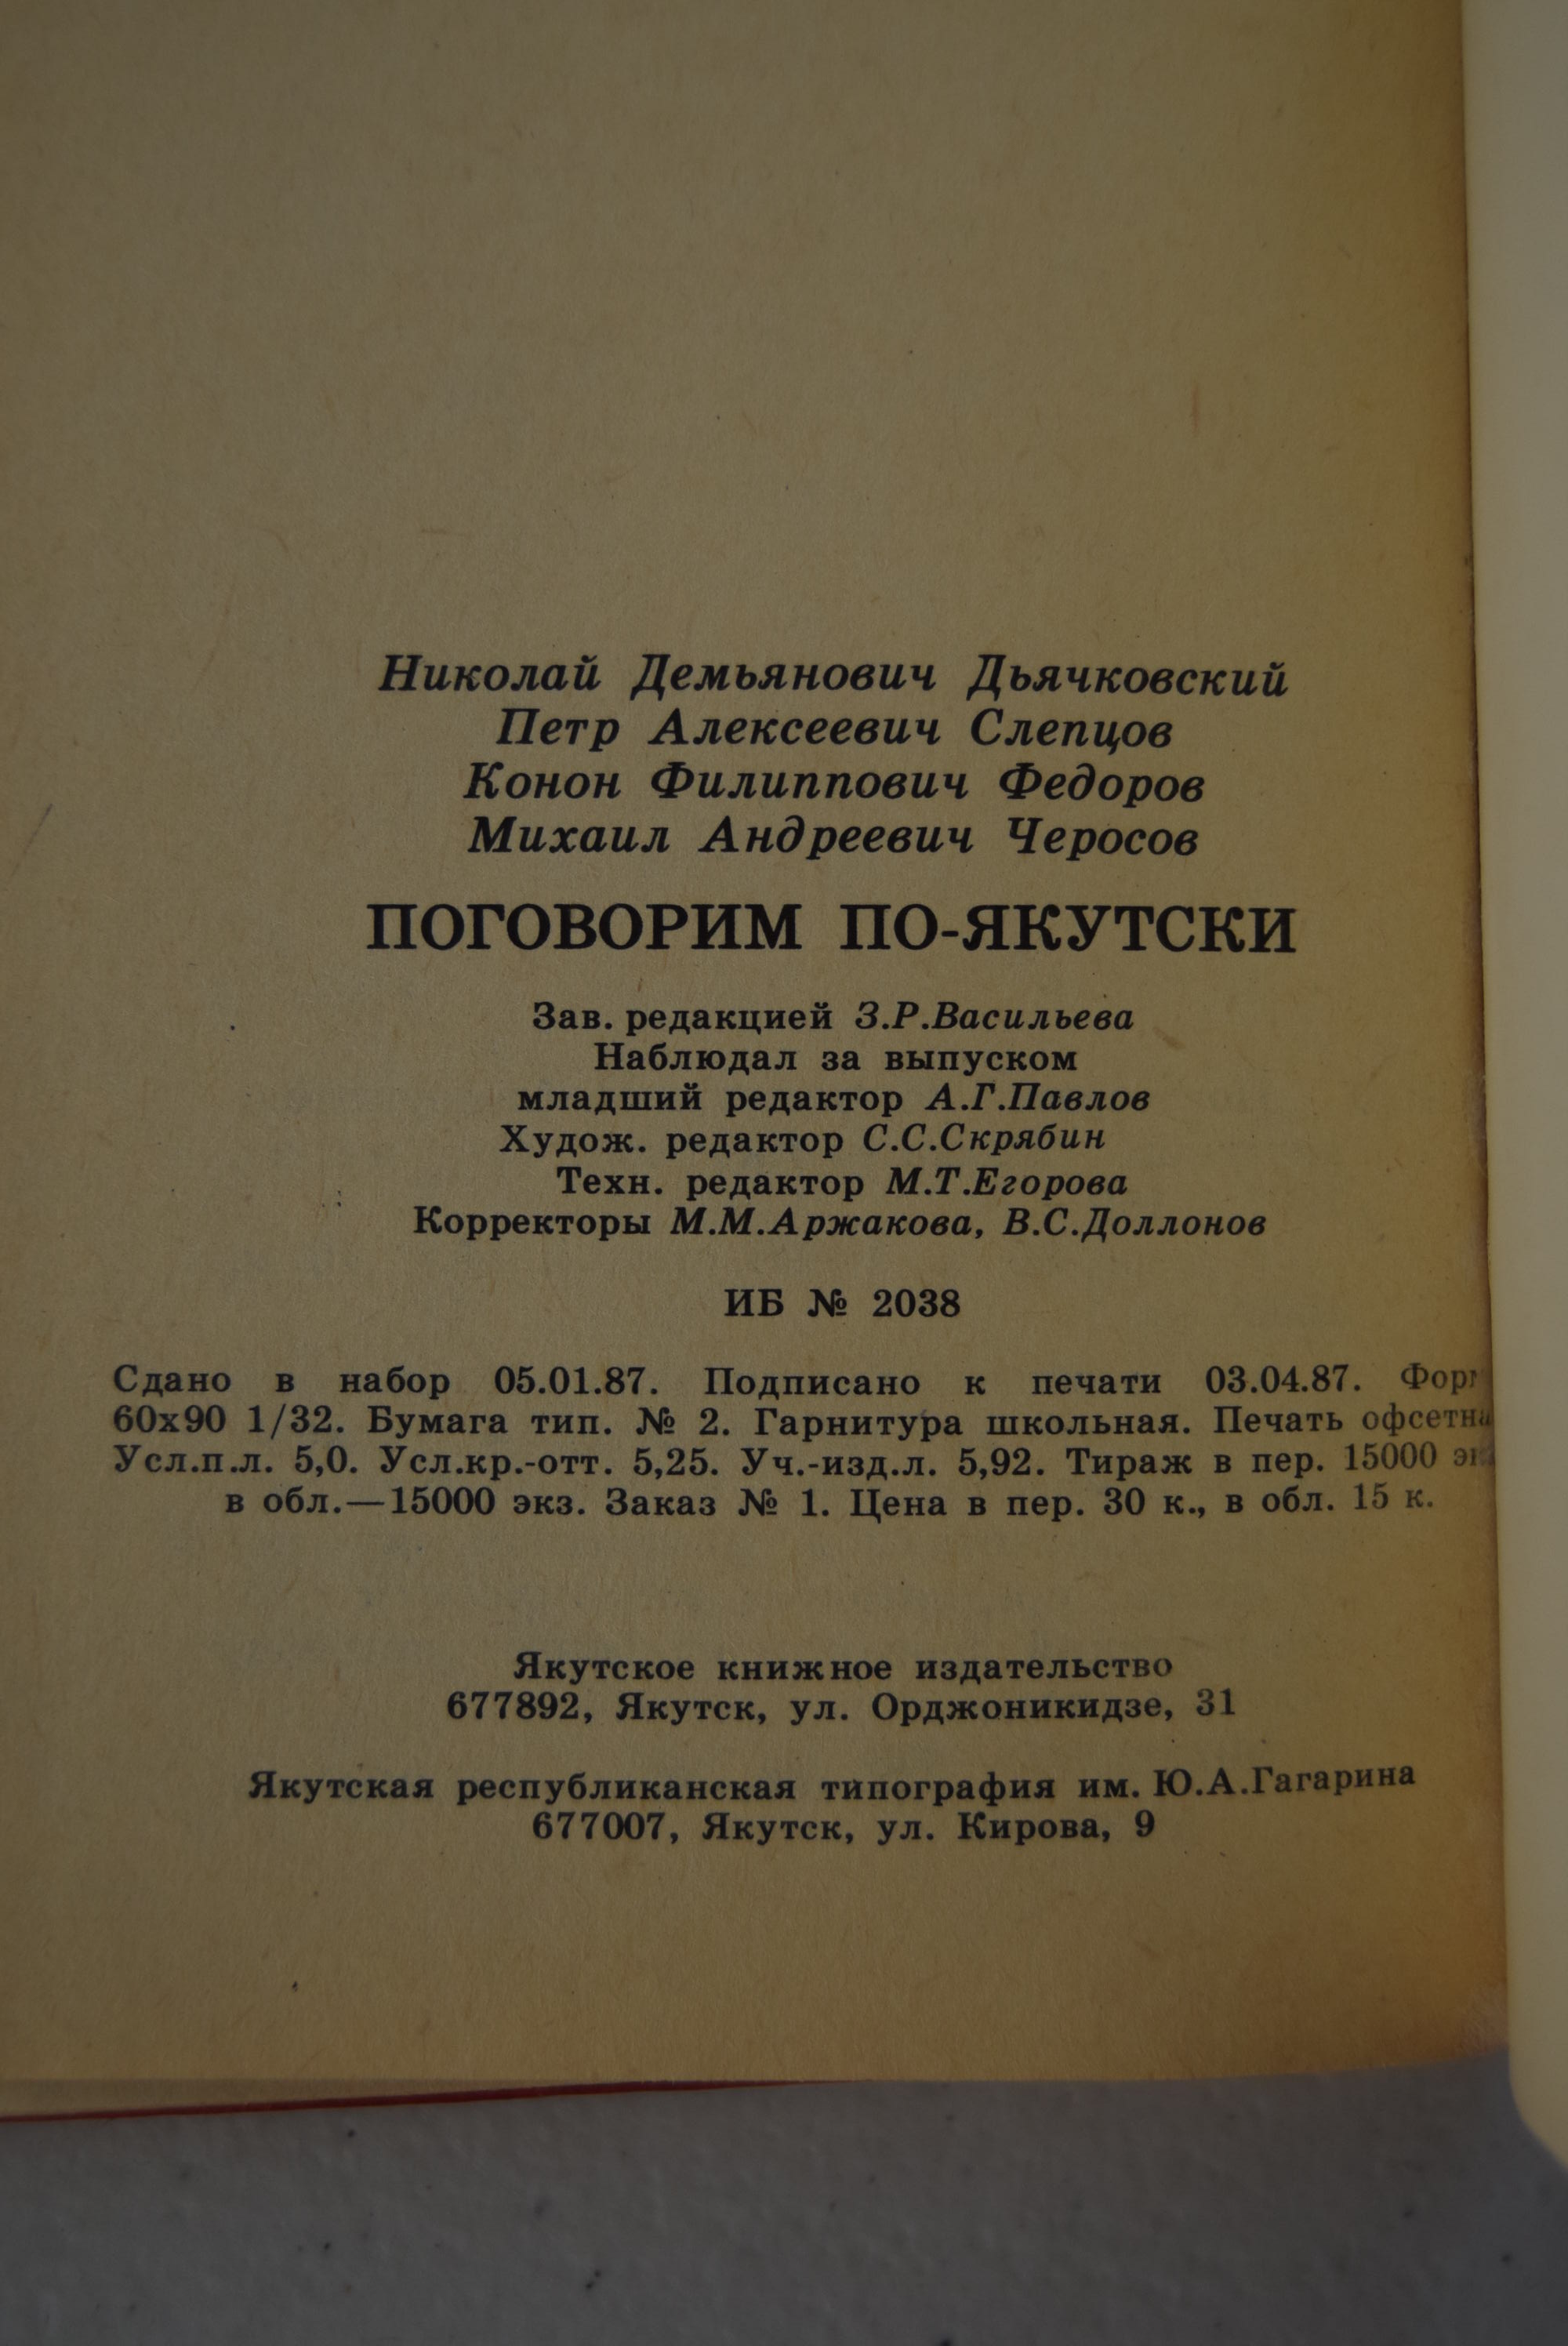 Николай Демьянович Дьячковский
Петр Алексеевич Слепцов
Конон Филиппович Федоров
Михаил Андреевич Черосов
ПОГОВОРИМ ПО-ЯКУТСКИ
Зав. редакцией З.Р.Васильева
Наблюдал за выпуском
младший редактор А.Г.Павлов
Худож. редактор С.С.Скрябин
Техн. редактор М.Т.Егорова
Корректоры М.М.Аржакова, В.С.Доллонов
ИБ № 2038
Сдано в набор 05.01.87. Подписано к печати 03.04.87.
60х90 1/32. Бумага тип. № 2. Гарнитура школьная. Печать
Усл.п.л. 5,0. Усл.кр.-отт. 5,25. Уч.-изд.л. 5,92. Тираж в пер. 15000
в обл.—15000 экз. Заказ № 1. Цена в пер. 30 к., в обл. 15 к.
Якутское книжное издательство
677892, Якутск, ул. Орджоникидзе, 31
Якутская республиканская типография им. Ю.А.Гагарина
677007, Якутск, ул. Кирова, 9